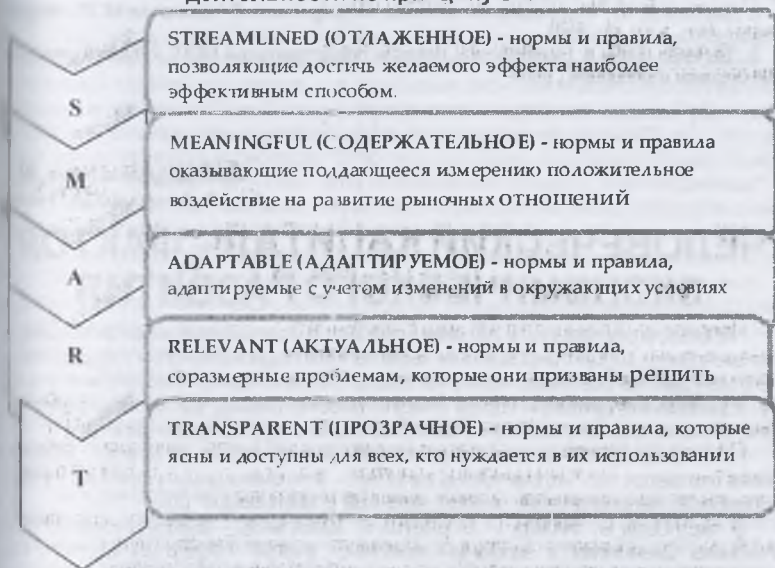 S
STREAMLINED (ОТЛАЖЕННОЕ) - нормы и правила,
позволяющие достичь желаемого эффекта наиболее
эффективным способом.
M
MEANINGFUL (СОДЕРЖАТЕЛЬНОЕ) - нормы и правила
оказывающие поддающееся измерению положительное
воздействие на развитие рыночных отношений
A
ADAPTABLE (АДАПТИРУЕМОЕ) - нормы и правила,
адаптируемые с учетом изменений в окружающих условиях
R
RELEVANT (АКТУАЛЬНОЕ) - нормы и правила,
соразмерные проблемам, которые они призваны решить
T
TRANSPARENT (ПРОЗРАЧНОЕ) - нормы и правила, которые
ясны и доступны для всех, кто нуждается в их использовании